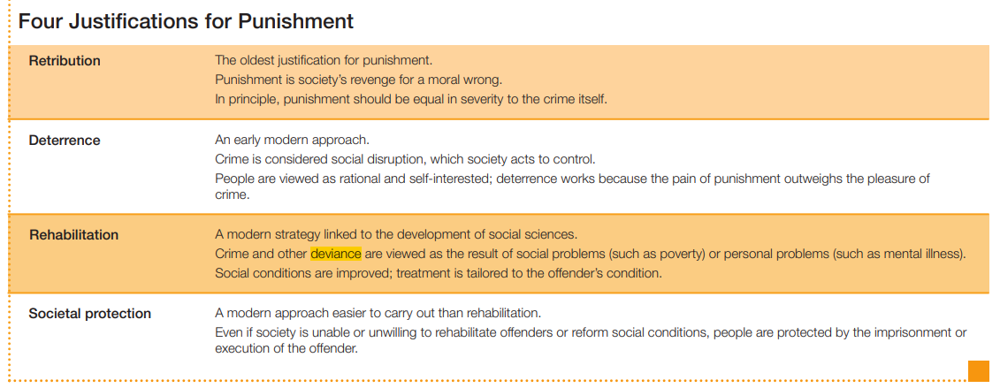 Four Justifications for Punishment
Retribution
The oldest justification for punishment.
Punishment is society's revenge for a moral wrong.
In principle, punishment should be equal in severity to the crime itself.
Deterrence
An early modern approach.
Crime is considered social disruption, which society acts to control.
People are viewed as rational and self-interested; deterrence works because the pain of punishment outweighs the pleasure of
crime.
Rehabilitation
A modern strategy linked to the development of social sciences.
Crime and other deviance are viewed as the result of social problems (such as poverty) or personal problems (such as mental illness).
Social conditions are improved; treatment is tailored to the offender's condition.
Societal protection
A modern approach easier to carry out than rehabilitation.
Even if society is unable or unwilling to rehabilitate offenders or reform social conditions, people are protected by the imprisonment or
execution of the offender.